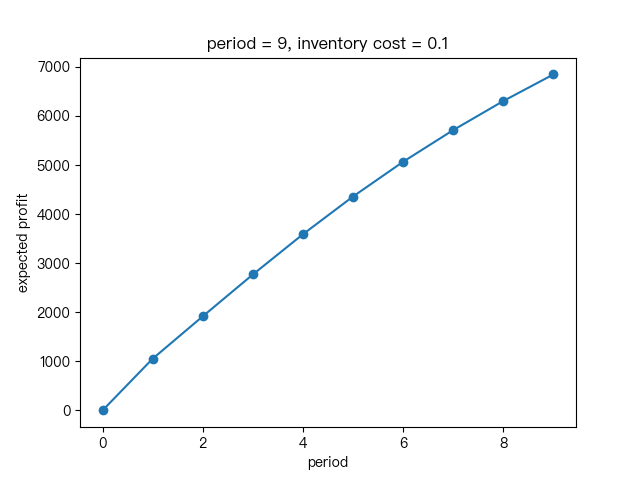 period = 9, inventory cost = 0.1
7000
6000
5000
4000
3000
2000
1000
0
expected profit
0 2 4 6 8
period